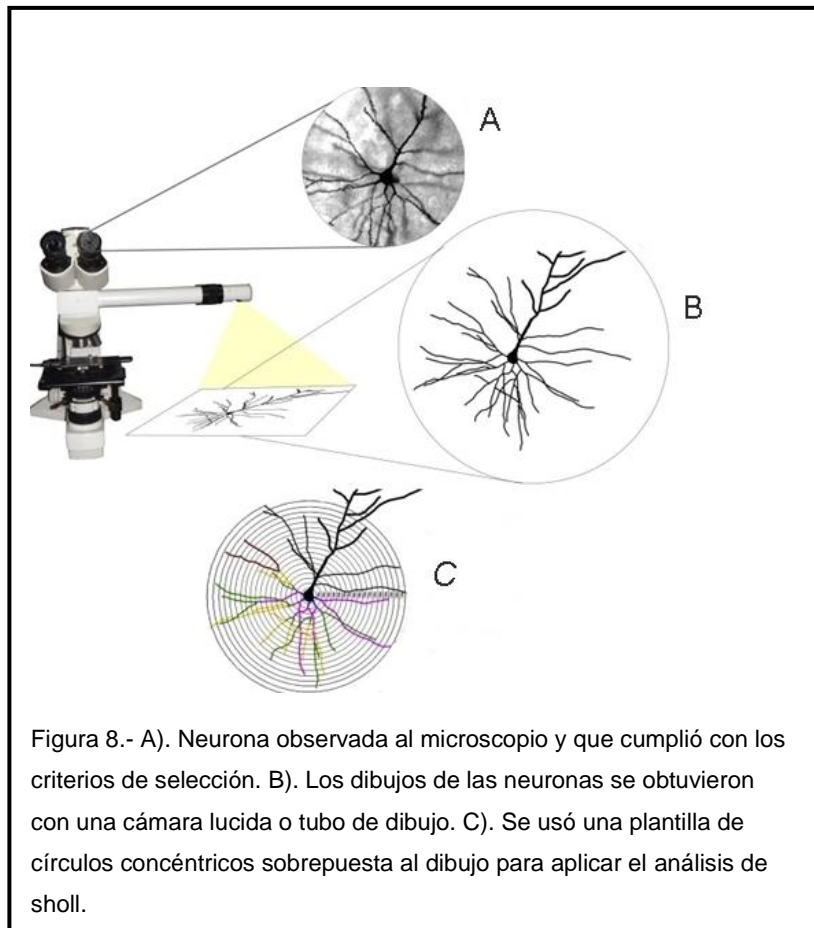 A
B
C
Figura 8.- A). Neurona observada al microscopio y que cumplió con los
criterios de selección. B). Los dibujos de las neuronas se obtuvieron
con una cámara lucida o tubo de dibujo. C). Se usó una plantilla de
círculos concéntricos sobrepuesta al dibujo para aplicar el análisis de
sholl.